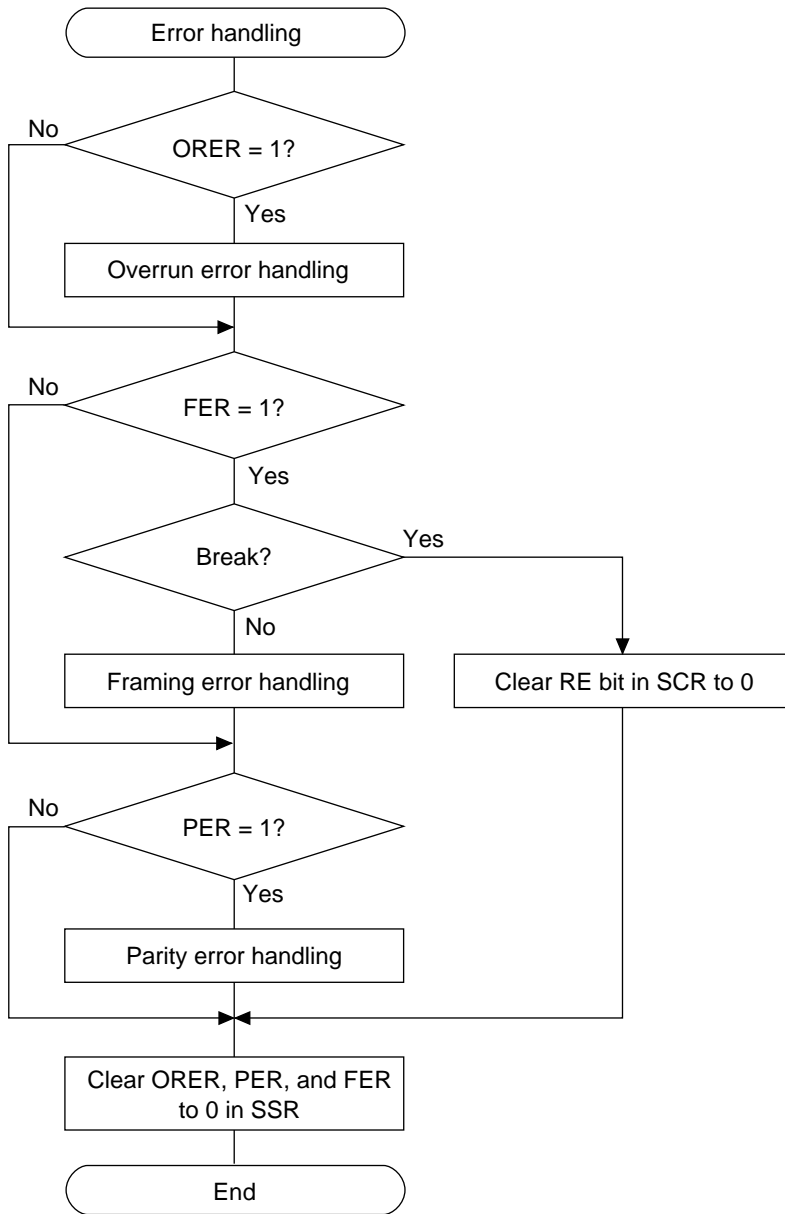 Error handling
No
ORER = 1?
Yes
Overrun error handling
No
FER = 1?
Yes
Break?
Yes
No
Framing error handling
Clear RE bit in SCR to 0
No
PER = 1?
Yes
Parity error handling
Clear ORER, PER, and FER
to 0 in SSR
End